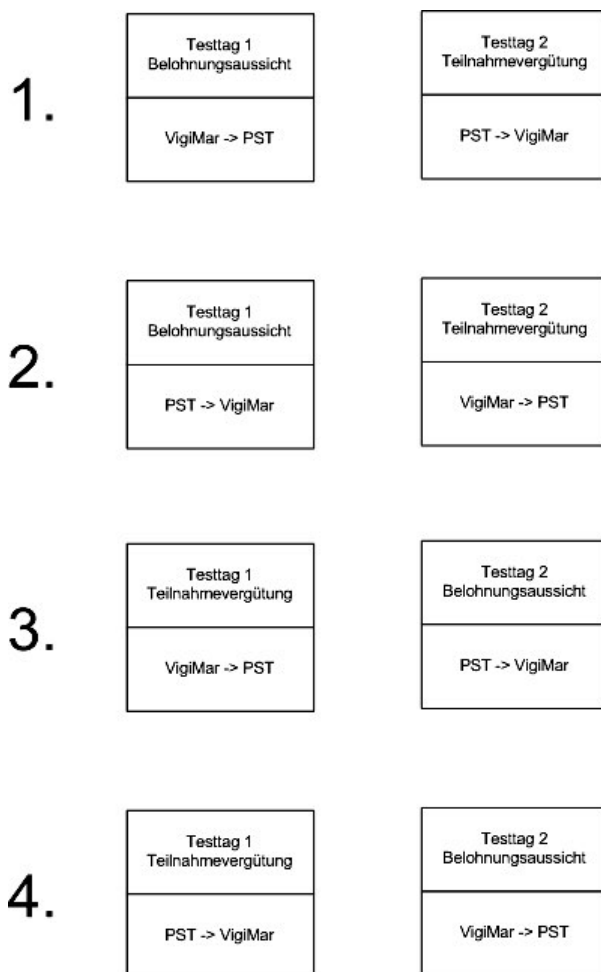 1.
Testtag 1
Belohnungsaussicht
VigiMar -> PST
Testtag 2
Teilnahmevergütung
PST -> VigiMar
2.
Testtag 1
Belohnungsaussicht
PST -> VigiMar
Testtag 2
Teilnahmevergütung
VigiMar -> PST
3.
Testtag 1
Teilnahmevergütung
VigiMar -> PST
Testtag 2
Belohnungsaussicht
PST -> VigiMar
4.
Testtag 1
Teilnahmevergütung
PST -> VigiMar
Testtag 2
Belohnungsaussicht
VigiMar -> PST